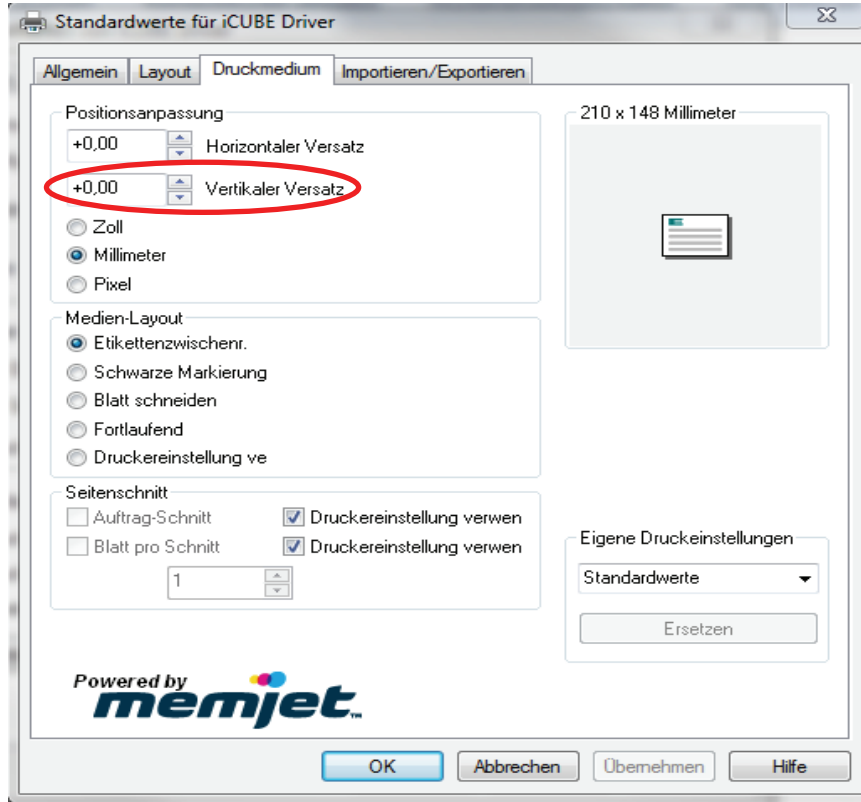 Standardwerte für iCUBE Driver
Allgemein Layout Druckmedium Importieren/Exportieren
Positionsanpassung
+0,00 Horizontaler Versatz
+0,00 Vertikaler Versatz
Zoll
Millimeter
Pixel
Medien-Layout
Etikettenzwischenr.
Schwarze Markierung
Blatt schneiden
Fortlaufend
Druckereinstellung ve
Seitenschnitt
Auftrag-Schnitt Druckereinstellung verwen
Blatt pro Schnitt Druckereinstellung verwen
1
210 x 148 Millimeter
Eigene Druckeinstellungen
Standardwerte
Ersetzen
Powered by
memjet™
OK Abbrechen Übernehmen Hilfe